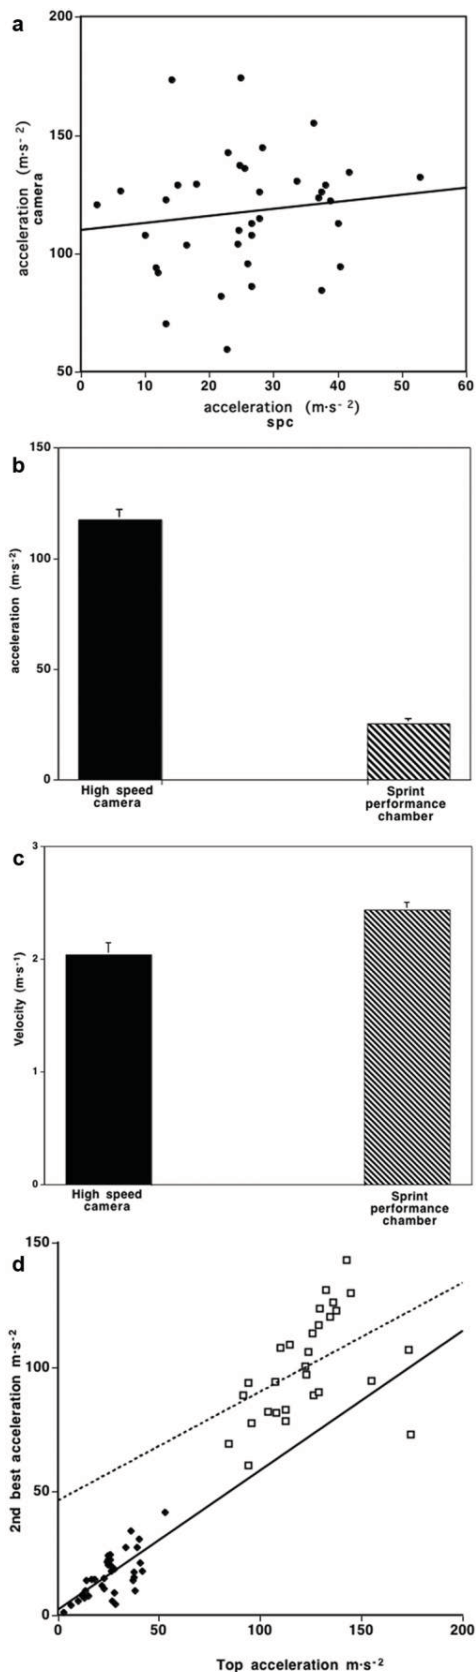 a
200
150
100
50
acceleration (m·s- 2)
camera
0 10 20 30 40 50 60
acceleration (m·s- 2)
spc
b
150
100
50
0
acceleration (m·s-2)
High speed camera
Sprint performance chamber
c
3
2
1
0
Velocity (m·s-1)
High speed camera
Sprint performance chamber
d
150
100
50
0
2nd best acceleration m·s-2
0 50 100 150 200
Top acceleration m·s-2